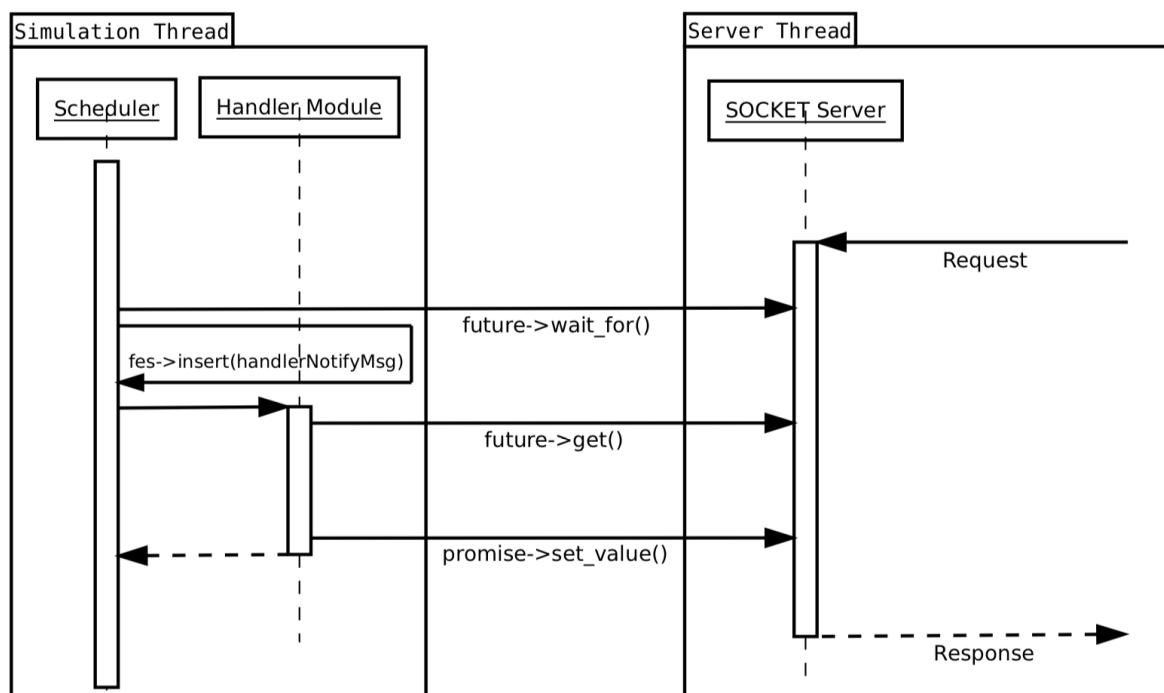 Simulation Thread
Server Thread
Scheduler
Handler Module
SOCKET Server
Request
future->wait_for()
fes->insert(handlerNotifyMsg)
future->get()
promise->set_value()
Response